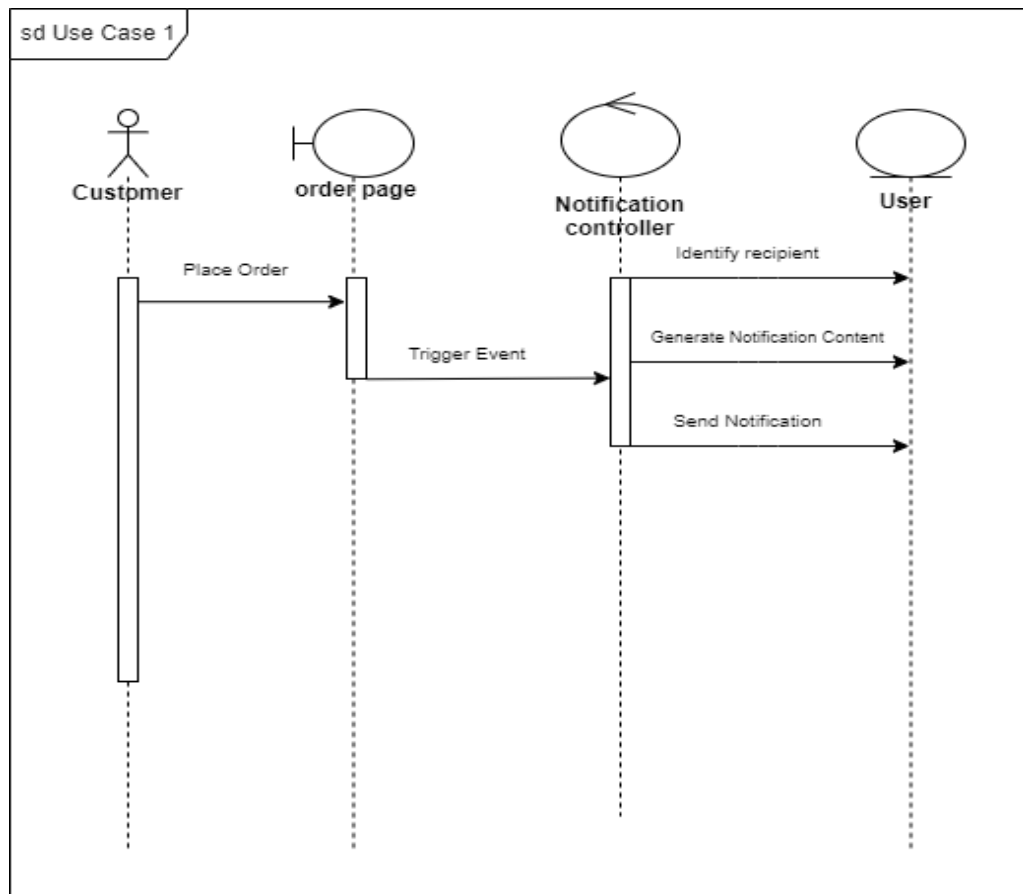 sd Use Case 1
Customer
order page
Notification
controller
User
Identify recipient
Place Order
Generate Notification Content
Trigger Event
Send Notification